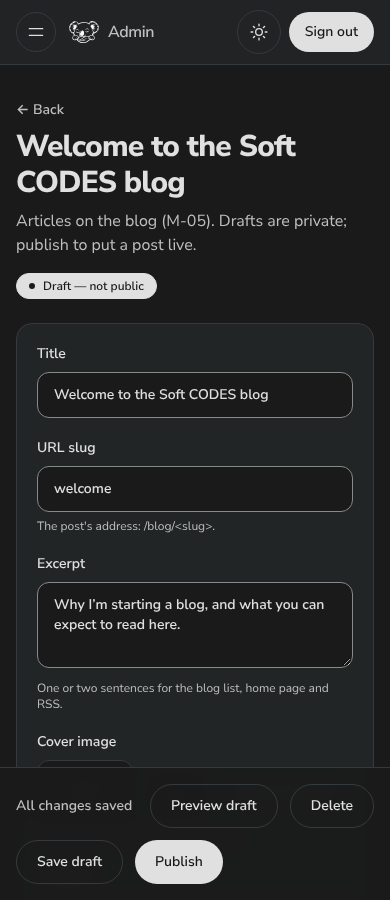 Admin
Sign out
← Back
Welcome to the Soft
CODES blog
Articles on the blog (M-05). Drafts are private;
publish to put a post live.
Draft — not public
Title
Welcome to the Soft CODES blog
URL slug
welcome
The post's address: /blog/<slug>.
Excerpt
Why I'm starting a blog, and what you can
expect to read here.
One or two sentences for the blog list, home page and
RSS.
Cover image
All changes saved
Preview draft
Delete
Save draft
Publish